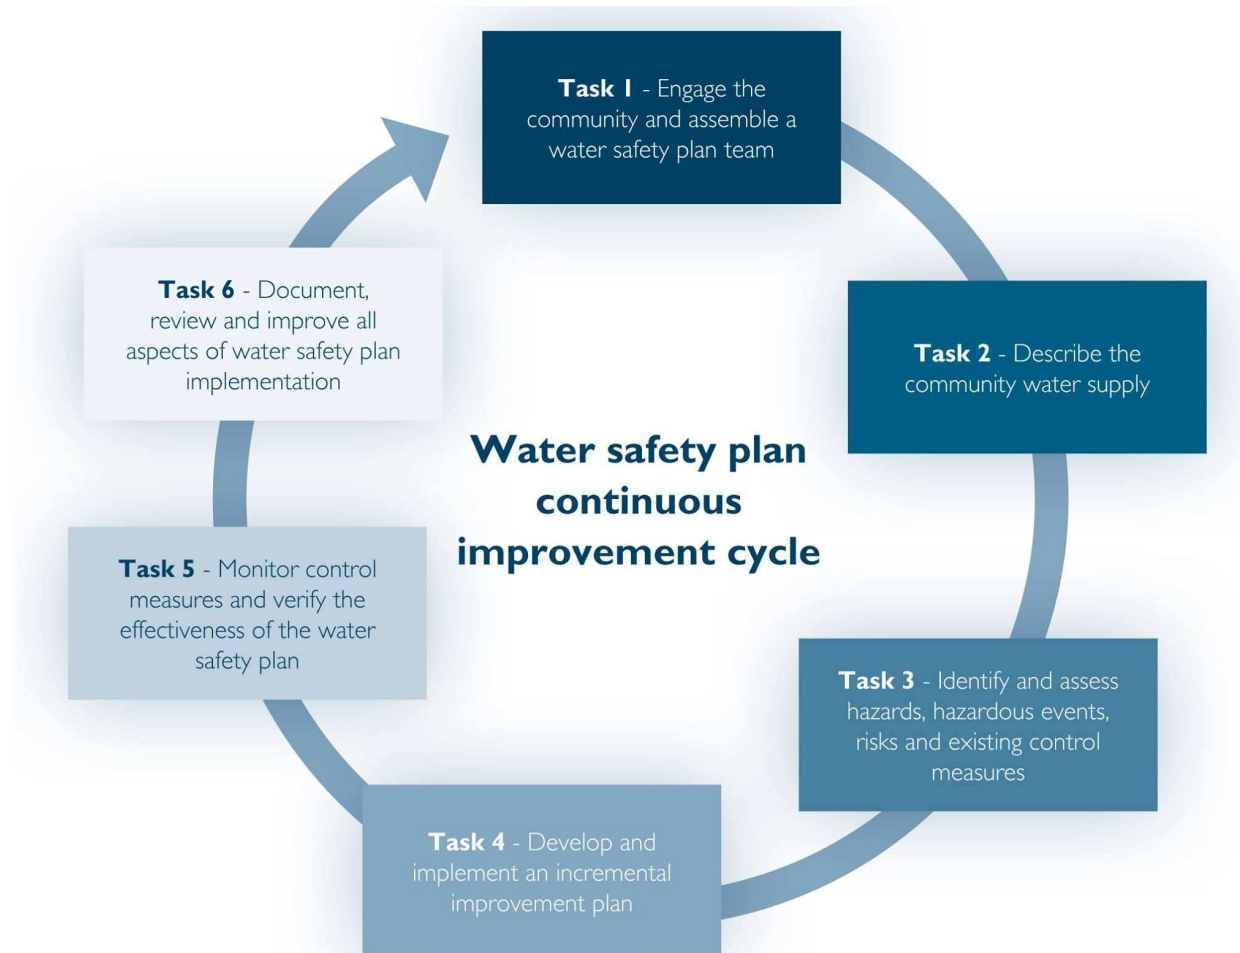 Task 1 - Engage the
community and assemble a
water safety plan team
Task 2 - Describe the
community water supply
Task 3 - Identify and assess
hazards, hazardous events,
risks and existing control
measures
Task 4 - Develop and
implement an incremental
improvement plan
Task 5 - Monitor control
measures and verify the
effectiveness of the water
safety plan
Task 6 - Document,
review and improve all
aspects of water safety plan
implementation
Water safety plan
continuous
improvement cycle